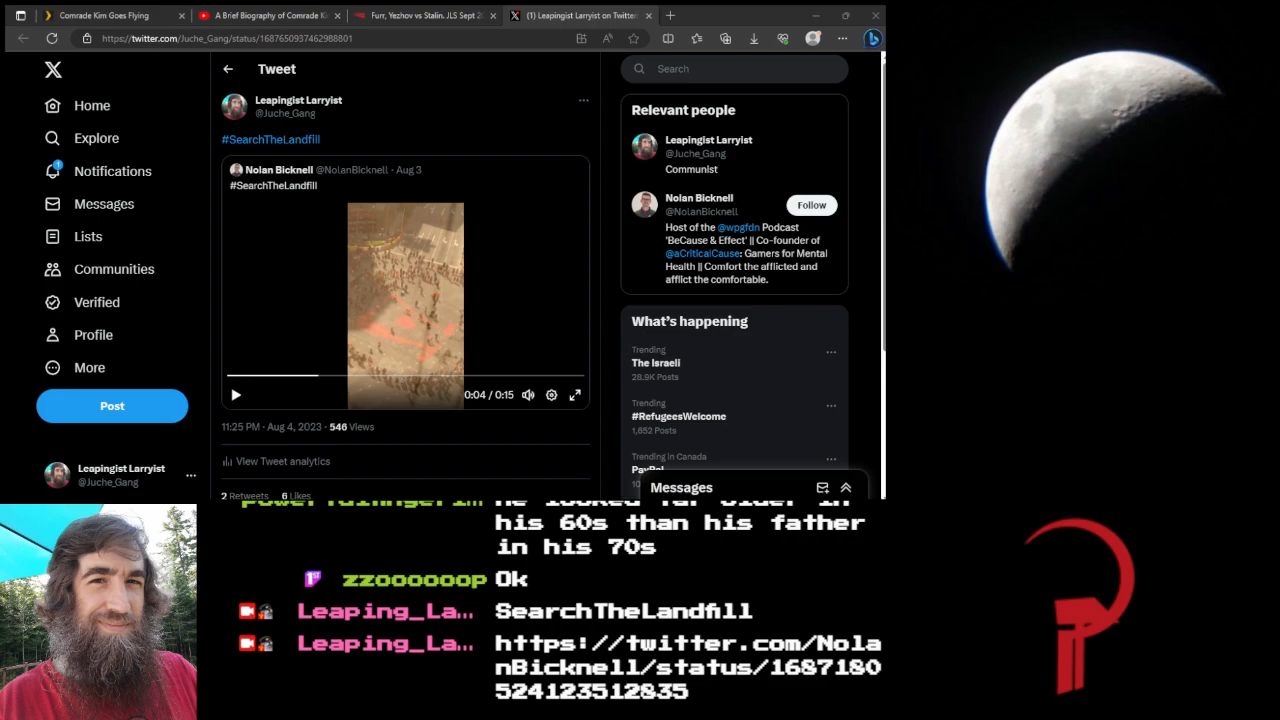 Comrade Kim Goes Flying
A Brief Biography of Comrade Ki
Furr, Yezhov vs Stalin. JLS Sept 20
(1) Leapingist Larryist on Twitter
https://twitter.com/Juche_Gang/status/1687650937462988801
Home
Explore
1
Notifications
Messages
Lists
Communities
Verified
Profile
More
Post
Leapingist Larryist
@Juche_Gang
Tweet
Leapingist Larryist
@Juche_Gang
#SearchTheLandfill
Nolan Bicknell @NolanBicknell · Aug 3
#SearchTheLandfill
0:04 / 0:15
11:25 PM · Aug 4, 2023 · 546 Views
View Tweet analytics
2 Retweets 6 Likes
Search
Relevant people
Leapingist Larryist
@Juche_Gang
Communist
Nolan Bicknell
@NolanBicknell
Follow
Host of the @wpgfdn Podcast
'BeCause & Effect' || Co-founder of
@aCriticalCause: Gamers for Mental
Health || Comfort the afflicted and
afflict the comfortable.
What's happening
Trending
The Israeli
28.9K Posts
Trending
#RefugeesWelcome
1,652 Posts
Trending in Canada
PayPal
10
Messages
he looked far older in
his 60s than his father
in his 70s
zzoooooop Ok
Leaping_La... SearchTheLandfill
Leaping_La... https://twitter.com/Nola
nBicknell/status/1687180
524123512835